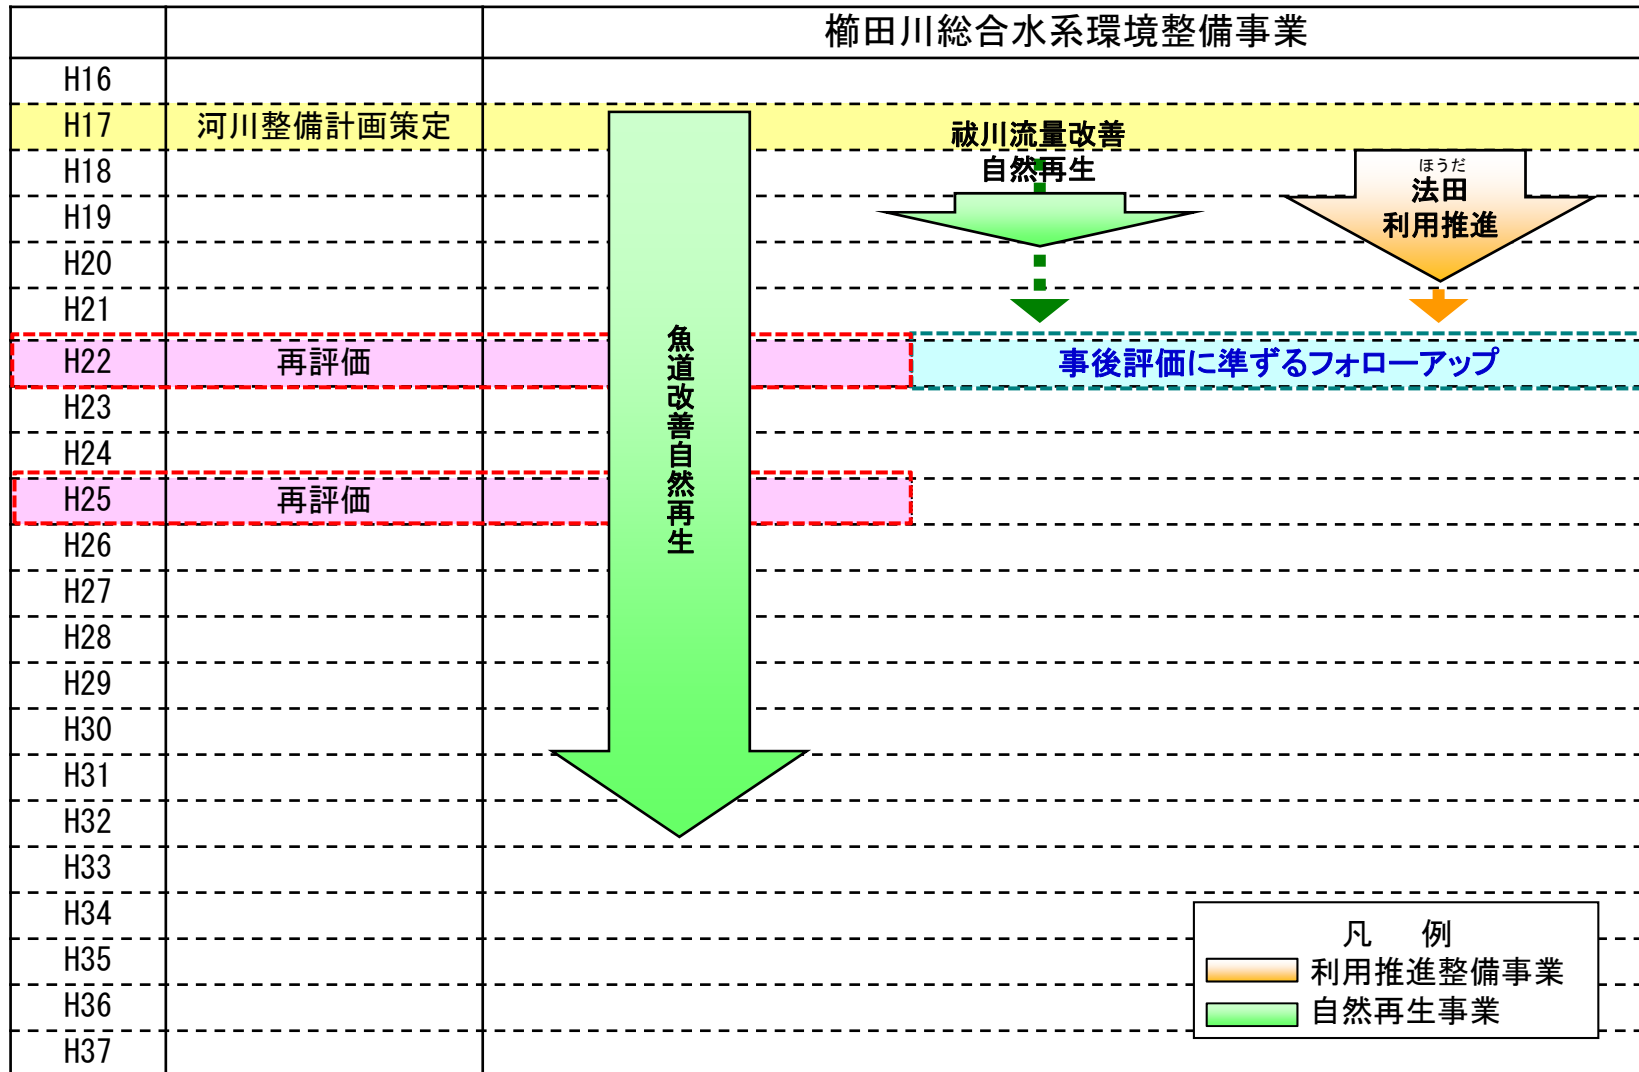 櫛田川総合水系環境整備事業
H16
H17 河川整備計画策定
祓川流量改善
自然再生
H18
ほうだ
法田
利用推進
H19
H20
H21
H22 再評価 事後評価に準ずるフォローアップ
魚道改善自然再生
H23
H24
H25 再評価
H26
H27
H28
H29
H30
H31
H32
H33
H34
H35
H36
H37
凡 例
利用推進整備事業
自然再生事業